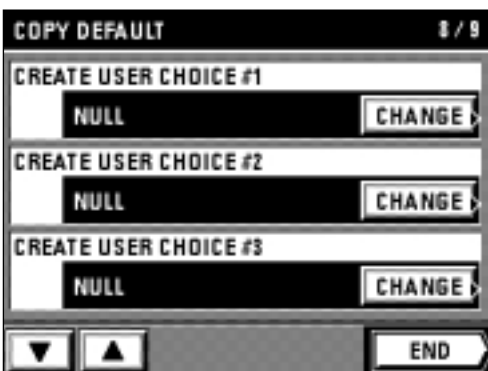 COPY DEFAULT 8/9
CREATE USER CHOICE #1
NULL CHANGE
CREATE USER CHOICE #2
NULL CHANGE
CREATE USER CHOICE #3
NULL CHANGE
▼ ▲ END